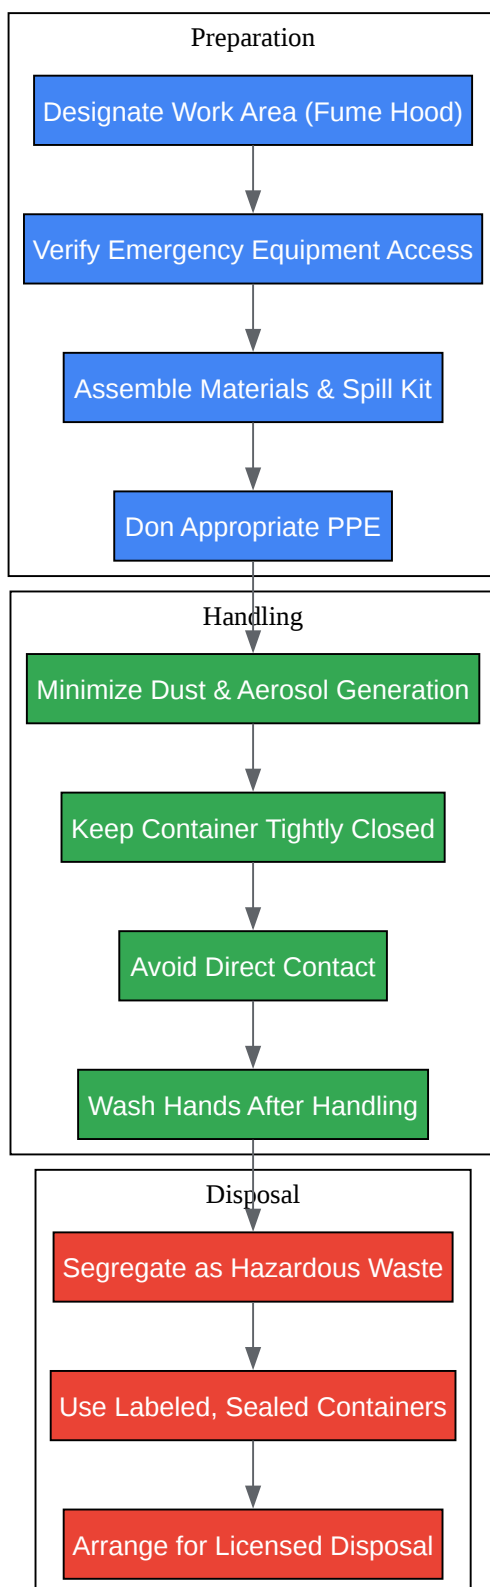 Preparation
Designate Work Area (Fume Hood)
Verify Emergency Equipment Access
Assemble Materials & Spill Kit
Don Appropriate PPE
Handling
Minimize Dust & Aerosol Generation
Keep Container Tightly Closed
Avoid Direct Contact
Wash Hands After Handling
Disposal
Segregate as Hazardous Waste
Use Labeled, Sealed Containers
Arrange for Licensed Disposal